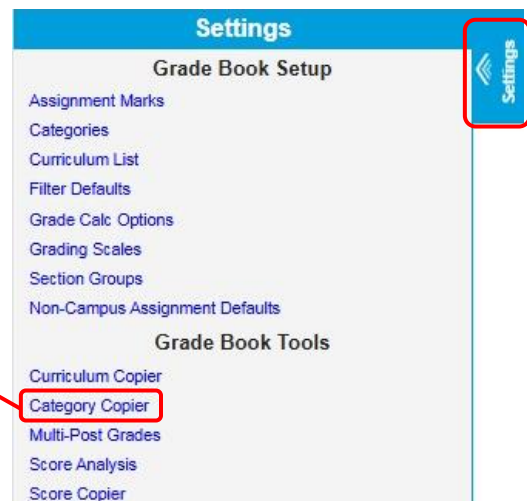 Settings
Settings
Grade Book Setup
Assignment Marks
Categories
Curriculum List
Filter Defaults
Grade Calc Options
Grading Scales
Section Groups
Non-Campus Assignment Defaults
Grade Book Tools
Curriculum Copier
Category Copier
Multi-Post Grades
Score Analysis
Score Copier